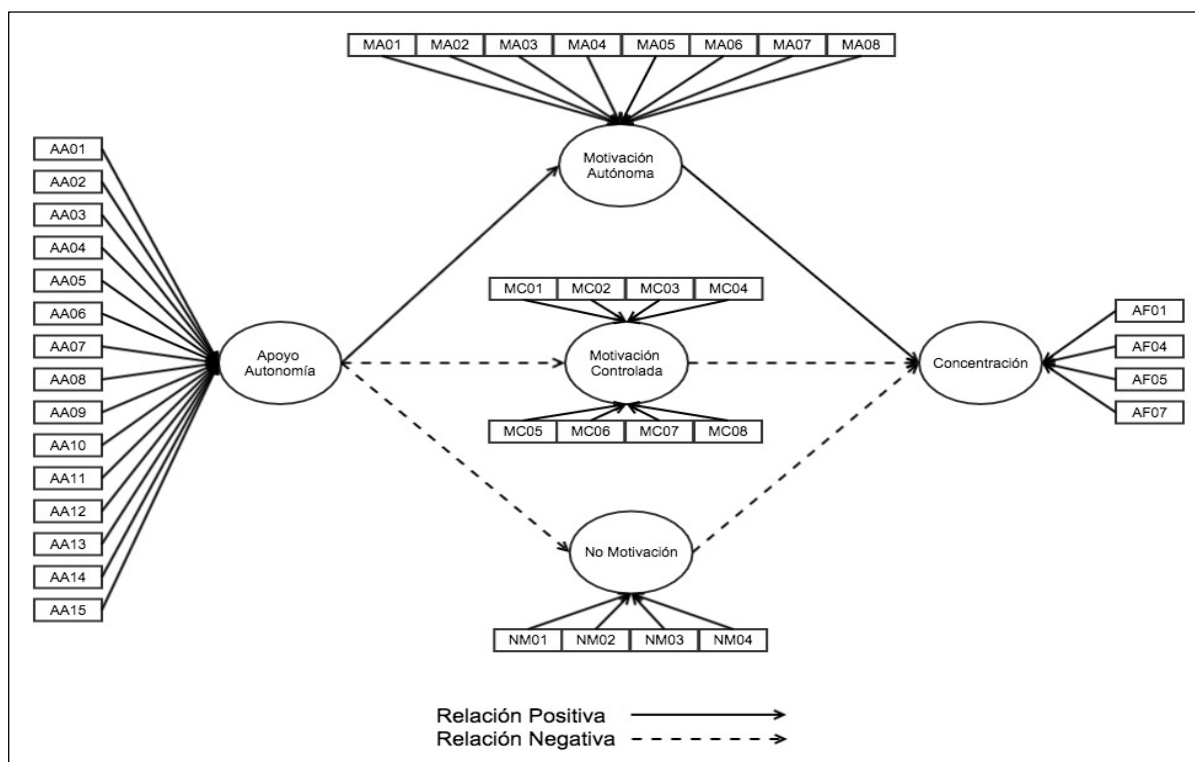 MA01 MA02 MA03 MA04 MA05 MA06 MA07 MA08
Motivación
Autónoma
AA01
AA02
AA03
AA04
AA05
AA06
AA07
AA08
AA09
AA10
AA11
AA12
AA13
AA14
AA15
Apoyo
Autonomía
MC01 MC02 MC03 MC04
Motivación
Controlada
MC05 MC06 MC07 MC08
No Motivación
NM01 NM02 NM03 NM04
Concentración
AF01
AF04
AF05
AF07
Relación Positiva
Relación Negativa